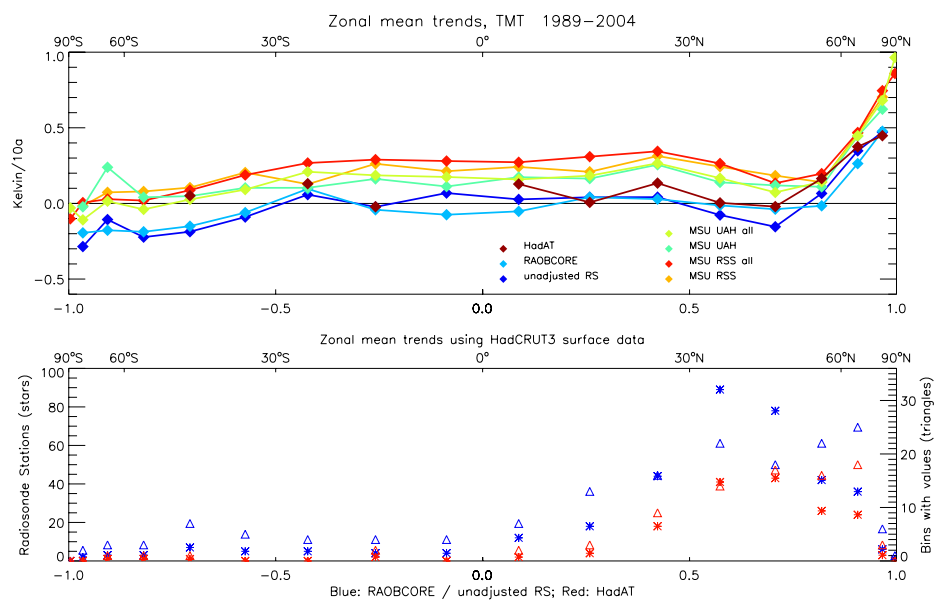 Zonal mean trends, TMT 1989-2004
90°S 60°S 30°S 0° 30°N 60°N 90°N
1.0
0.5
0.0
-0.5
Kelvin/10a
HadAT
RAOBCORE
unadjusted RS
MSU UAH all
MSU UAH
MSU RSS all
MSU RSS
-1.0 -0.5 0.0 0.5 1.0
Zonal mean trends using HadCRUT3 surface data
90°S 60°S 30°S 0° 30°N 60°N 90°N
100
80
60
40
20
0
Radiosonde Stations (stars)
30
20
10
0
Bins with values (triangles)
-1.0 -0.5 0.0 0.5 1.0
Blue: RAOBCORE / unadjusted RS; Red: HadAT